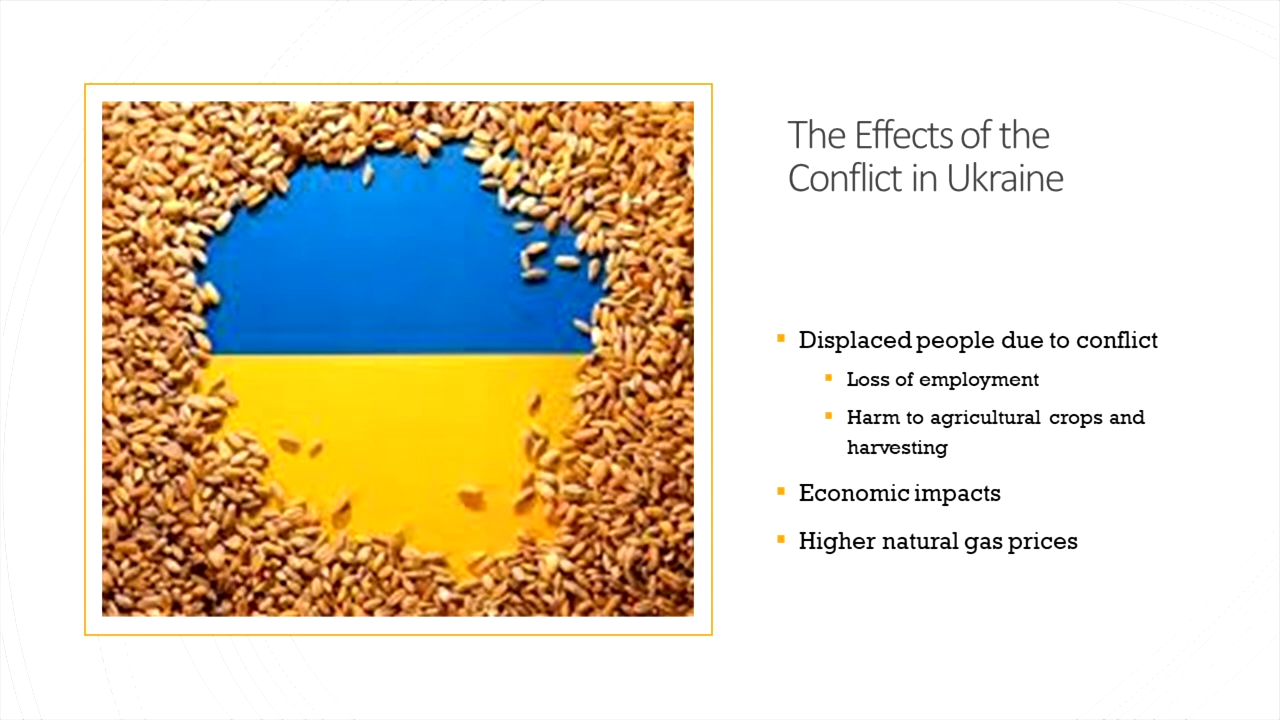 The Effects of the
Conflict in Ukraine
Displaced people due to conflict
Loss of employment
Harm to agricultural crops and
harvesting
Economic impacts
Higher natural gas prices